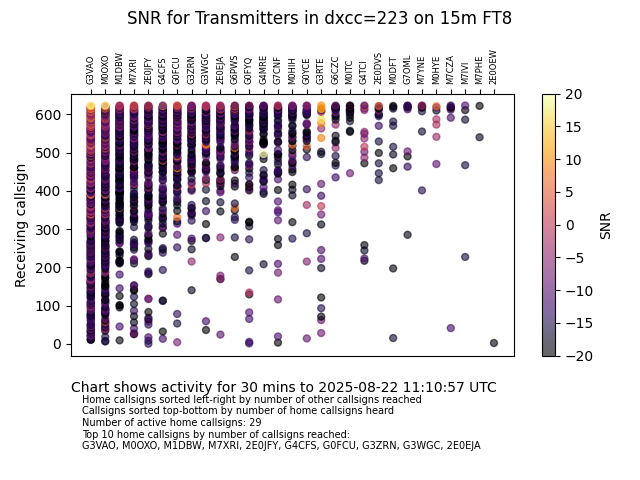 SNR for Transmitters in dxcc=223 on 15m FT8
G3VAO M0OXO M1DBW M7XRI 2E0JFY G4CFS G0FCU G3ZRN G3WGC 2E0EJA G6PWS G0FYQ G4MRE G7CNF M0HIH G0YCE G3RTE G6CZC M0ITC G4TCI 2E0DVS M0DFT G7OML M7YNE M0HYE M7CZA M7IVI M7PHE 2E0OEW
Receiving callsign
600
500
400
300
200
100
0
20
15
10
5
0
−5
−10
−15
−20
SNR
Chart shows activity for 30 mins to 2025-08-22 11:10:57 UTC
Home callsigns sorted left-right by number of other callsigns reached
Callsigns sorted top-bottom by number of home callsigns heard
Number of active home callsigns: 29
Top 10 home callsigns by number of callsigns reached:
G3VAO, M0OXO, M1DBW, M7XRI, 2E0JFY, G4CFS, G0FCU, G3ZRN, G3WGC, 2E0EJA